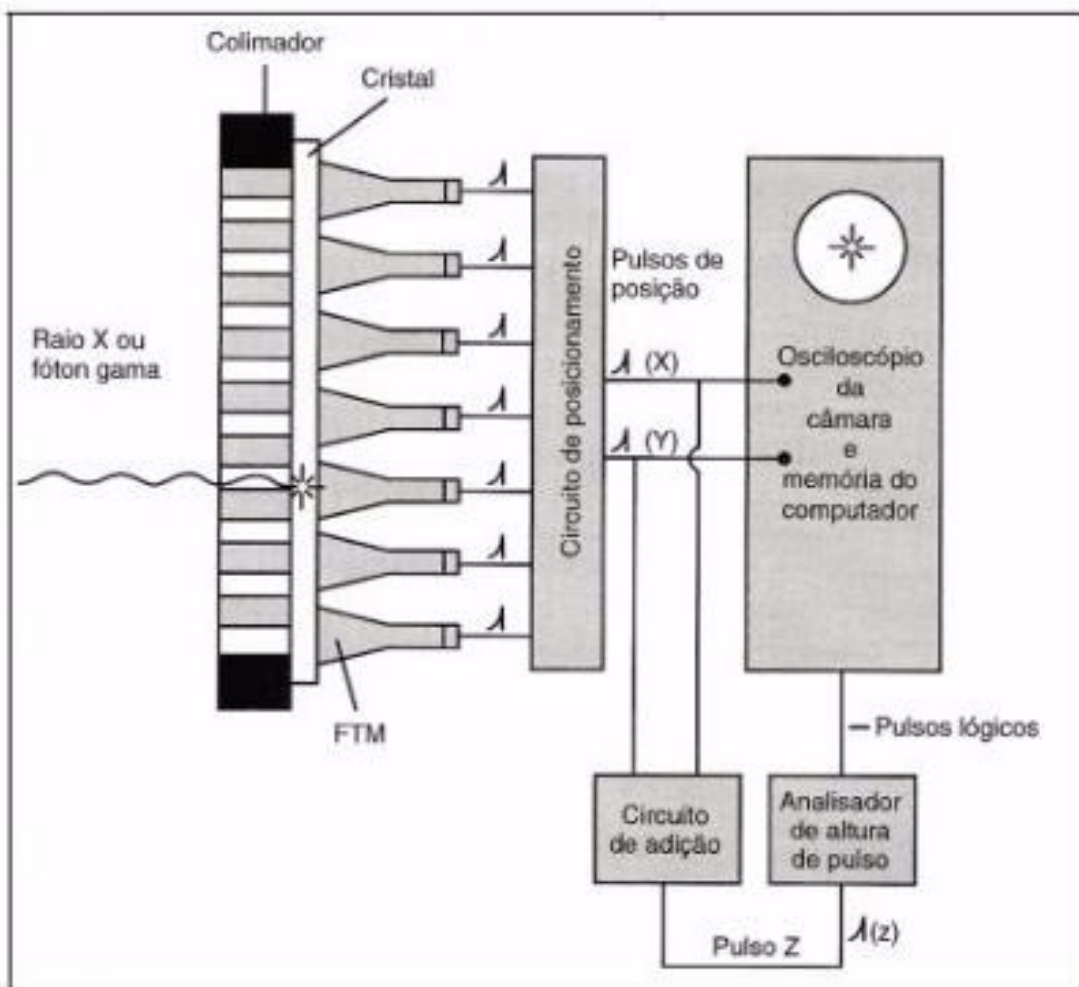 Colimador
Cristal
Raio X ou
fóton gama
FTM
Circuito de posicionamento
Pulsos de
posição
(X)
(Y)
Osciloscópio
da
câmara
e
memória do
computador
Pulsos lógicos
Circuito
de adição
Analisador
de altura
de pulso
Pulso Z
(z)